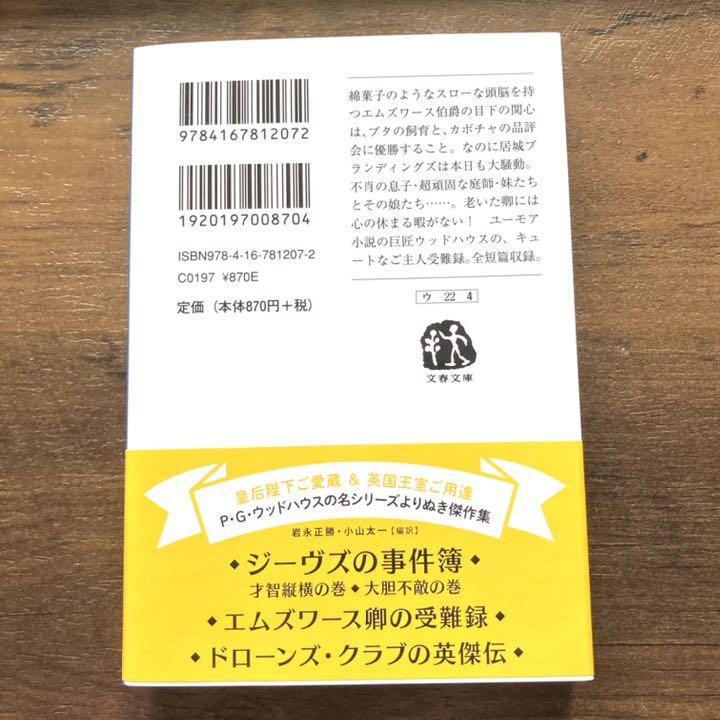 9784167812072
1920197008704
ISBN978-4-16-781207-2
C0197 ¥870E
定価（本体870円＋税）
綿菓子のようなスローな頭脳を持
つエムズワース伯爵の目下の関心
は、ブタの飼育と、カボチャの品評
会に優勝すること。なのに居城ブ
ランディングズは本日も大騒動。
不肖の息子・超頑固な庭師・妹たち
とその娘たち……。老いた卿には
心の休まる暇がない！　ユーモア
小説の巨匠ウッドハウスの、キュ
ートなご主人受難録。全短篇収録。
ウ 22 4
文春文庫
皇后陛下ご愛蔵 ＆ 英国王室ご用達
P・G・ウッドハウスの名シリーズよりぬき傑作集
岩永正勝・小山太一【編訳】
◆ジーヴズの事件簿◆
才智縦横の巻◆大胆不敵の巻
◆エムズワース卿の受難録◆
◆ドローンズ・クラブの英傑伝◆